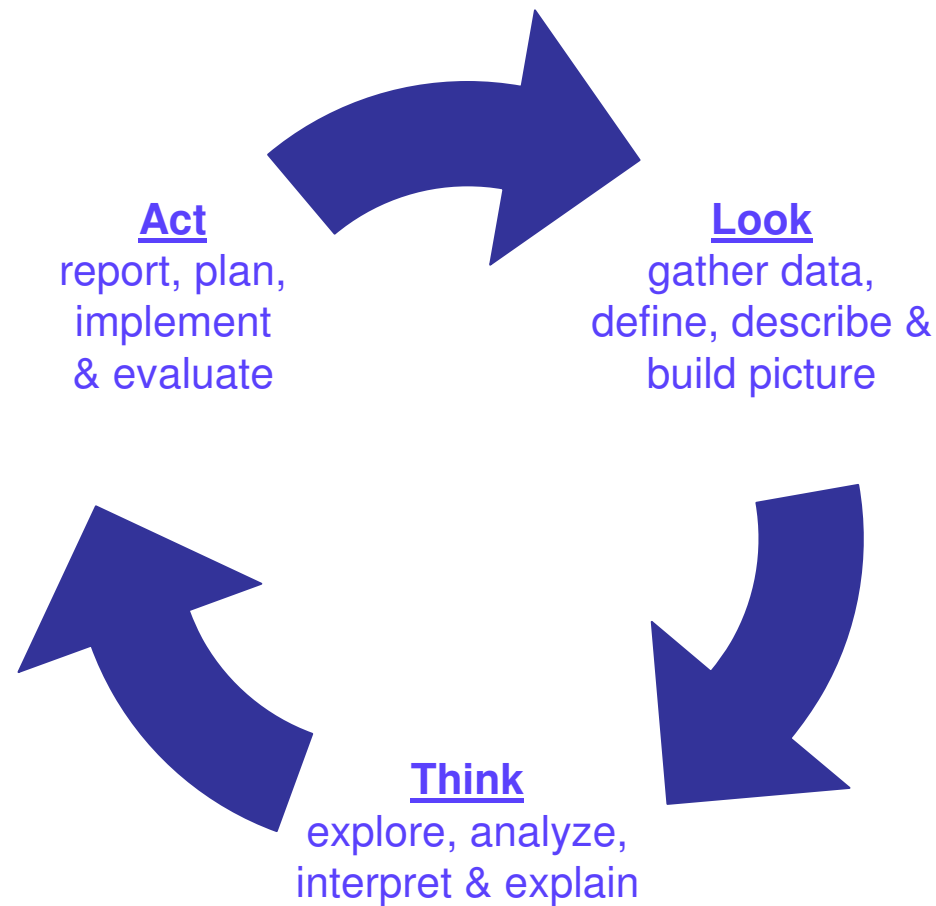 Act
report, plan,
implement
& evaluate
Look
gather data,
define, describe &
build picture
Think
explore, analyze,
interpret & explain